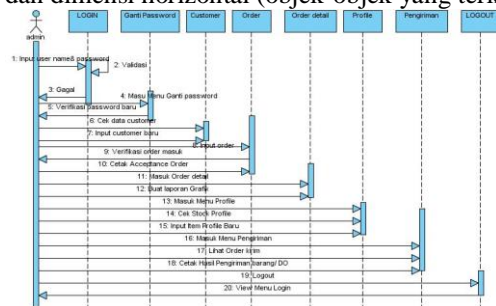 dan dimensi horizontal (objek-objek yang
LOGIN
Ganti Password
Customer
Order
Order detail
Profile
Pengiriman
LOGOUT
admin
1: Input user name& password
2: Validasi
3: Gagal
4: Masu Menu Ganti password
5: Verifikasi password baru
6: Cek data customer
7: Input customer baru
8: Input order
9: Verifikasi order masuk
10: Cetak Acceptance Order
11: Masuk Order detail
12: Buat laporan Grafik
13: Masuk Menu Profile
14: Cek Stock Profile
15: Input Item Profile Baru
16: Masuk Menu Pengiriman
17: Lihat Order kirim
18: Cetak Hasil Pengiriman barang/ DO
19: Logout
20: View Menu Login